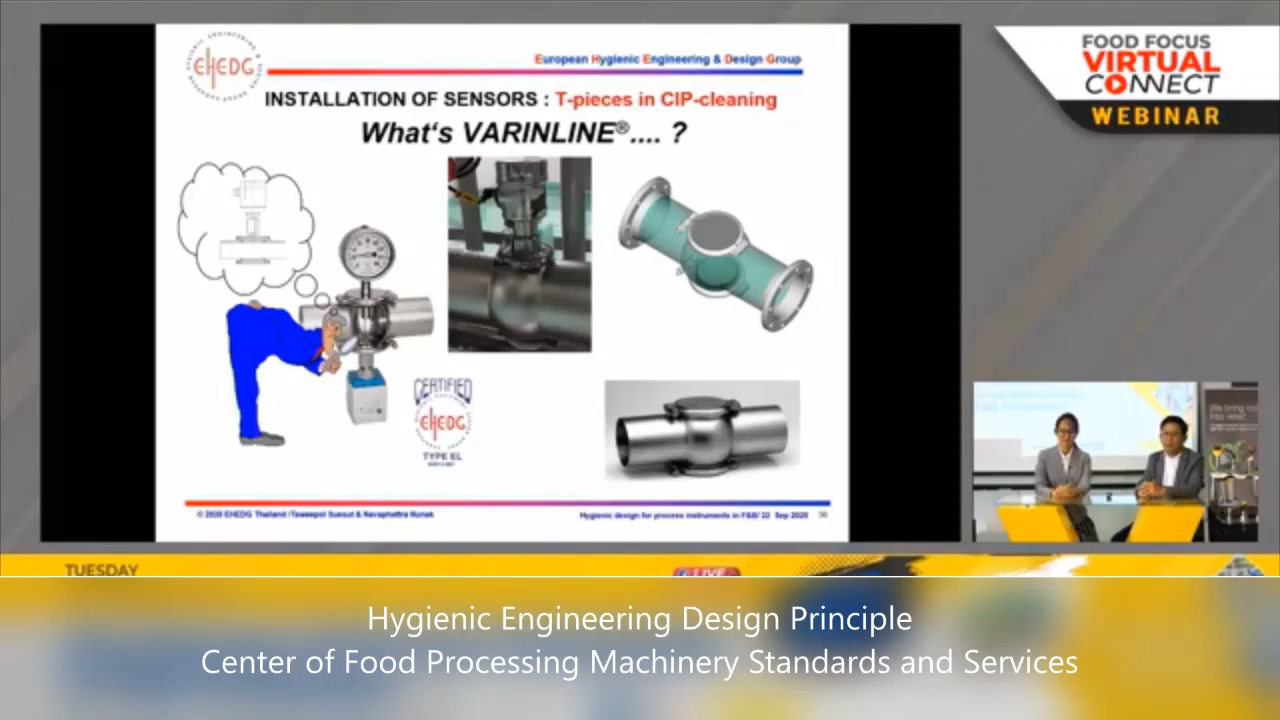 EHEDG
European Hygienic Engineering & Design Group
INSTALLATION OF SENSORS : T-pieces in CIP-cleaning
What's VARINLINE®.... ?
CERTIFIED
EHEDG
TYPE EL
© 2020 EHEDG Thailand /Taweepol Suesut & Navaphattra Nunak
Hygienic design for process instruments in F&B/ 22 Sep 2020
FOOD FOCUS
VIRTUAL
CONNECT
WEBINAR
TUESDAY
LIVE
Hygienic Engineering Design Principle
Center of Food Processing Machinery Standards and Services